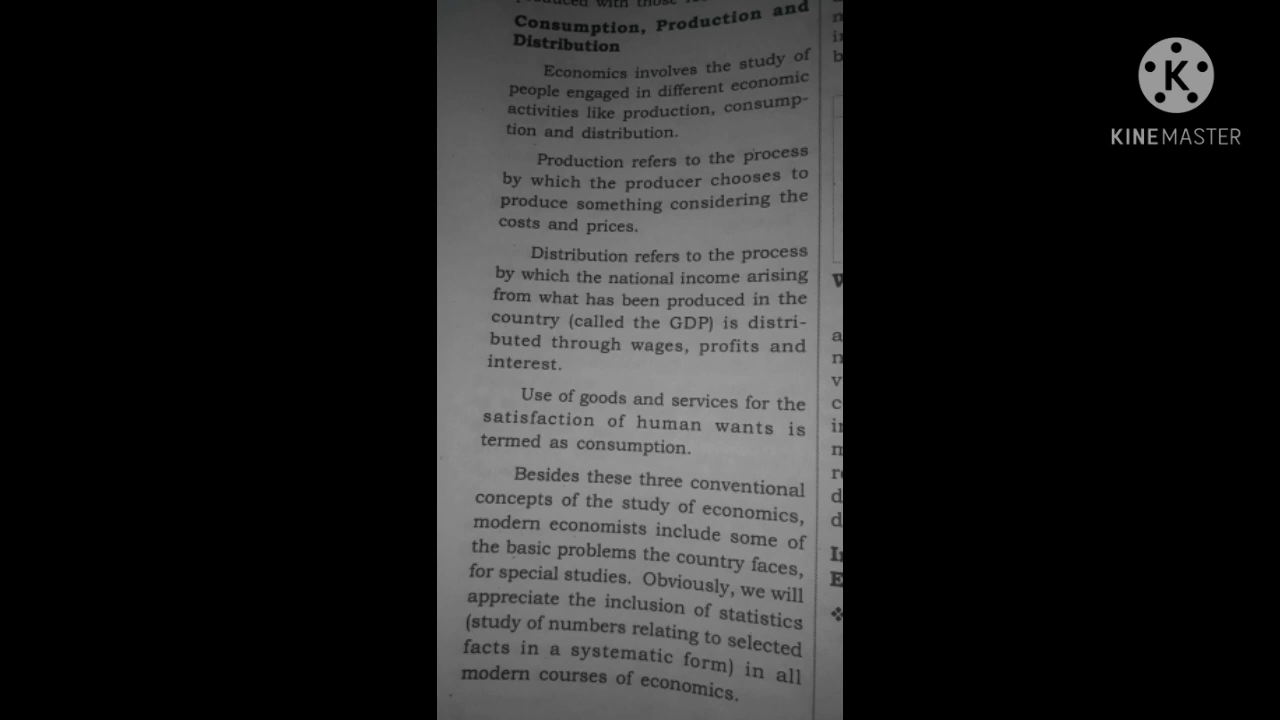 Consumption, Production and
Distribution
Economics involves the study of
people engaged in different economic
activities like production, consump-
tion and distribution.
Production refers to the process
by which the producer chooses to
produce something considering the
costs and prices.
Distribution refers to the process
by which the national income arising
from what has been produced in the
country (called the GDP) is distri-
buted through wages, profits and
interest.
Use of goods and services for the
satisfaction of human wants is
termed as consumption.
Besides these three conventional
concepts of the study of economics,
modern economists include some of
the basic problems the country faces,
for special studies. Obviously, we will
appreciate the inclusion of statistics
(study of numbers relating to selected
facts in a systematic form) in all
modern courses of economics.
K
KINEMASTER